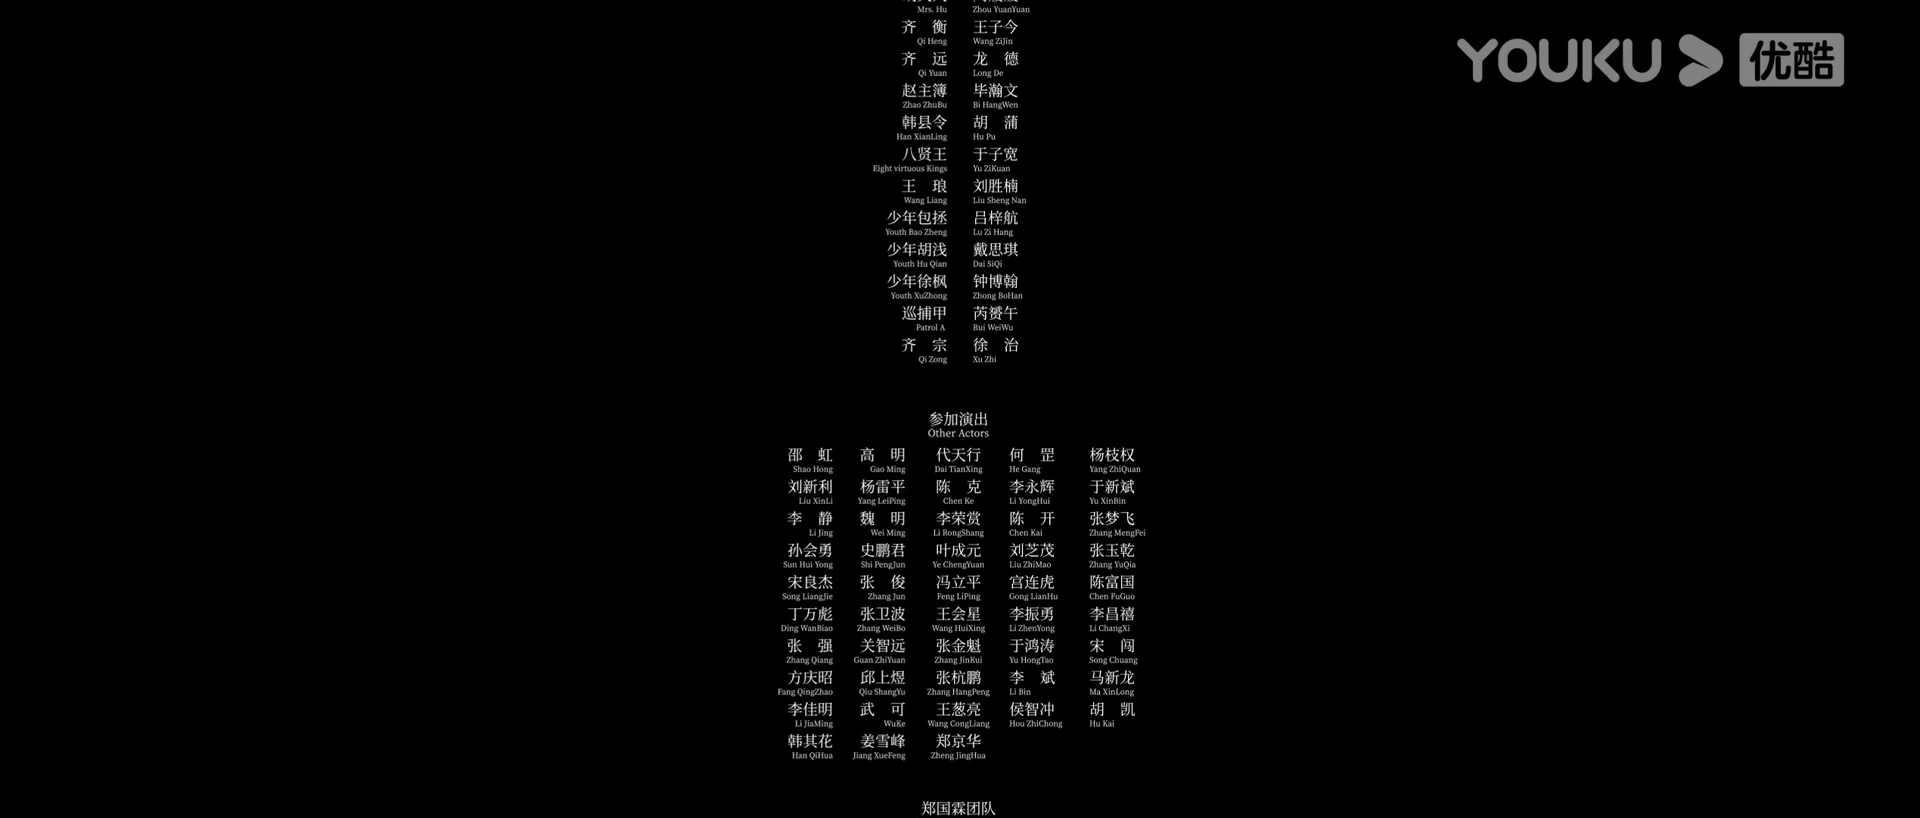 Mrs. Hu Zhou YuanYuan
YOUKU 优酷
齐 衡 王子今
Qi Heng Wang ZiJin
齐 远 龙 德
Qi Yuan Long De
赵主簿 毕瀚文
Zhao ZhuBu Bi HangWen
韩县令 胡 蒲
Han XianLing Hu Pu
八贤王 于子宽
Eight virtuous Kings Yu ZiKuan
王 琅 刘胜楠
Wang Liang Liu Sheng Nan
少年包拯 吕梓航
Youth Bao Zheng Lu Zi Hang
少年胡浅 戴思琪
Youth Hu Qian Dai SiQi
少年徐枫 钟博翰
Youth XuZhong Zhong BoHan
巡捕甲 芮赟午
Patrol A Rui WeiWu
齐 宗 徐 治
Qi Zong Xu Zhi
参加演出
Other Actors
邵 虹 高 明 代天行 何 罡 杨枝权
Shao Hong Gao Ming Dai TianXing He Gang Yang ZhiQuan
刘新利 杨雷平 陈 克 李永辉 于新斌
Liu XinLi Yang LeiPing Chen Ke Li YongHui Yu XinBin
李 静 魏 明 李荣赏 陈 开 张梦飞
Li Jing Wei Ming Li RongShang Chen Kai Zhang MengFei
孙会勇 史鹏君 叶成元 刘芝茂 张玉乾
Sun Hui Yong Shi PengJun Ye ChengYuan Liu ZhiMao Zhang YuQia
宋良杰 张 俊 冯立平 宫连虎 陈富国
Song LiangJie Zhang Jun Feng LiPing Gong LianHu Chen FuGuo
丁万彪 张卫波 王会星 李振勇 李昌禧
Ding WanBiao Zhang WeiBo Wang HuiXing Li ZhenYong Li ChangXi
张 强 关智远 张金魁 于鸿涛 宋 闯
Zhang Qiang Guan ZhiYuan Zhang JinKui Yu HongTao Song Chuang
方庆昭 邱上煜 张杭鹏 李 斌 马新龙
Fang QingZhao Qiu ShangYu Zhang HangPeng Li Bin Ma XinLong
李佳明 武 可 王葱亮 侯智冲 胡 凯
Li JiaMing WuKe Wang CongLiang Hou ZhiChong Hu Kai
韩其花 姜雪峰 郑京华
Han QiHua Jiang XueFeng Zheng JingHua
郑国霖团队